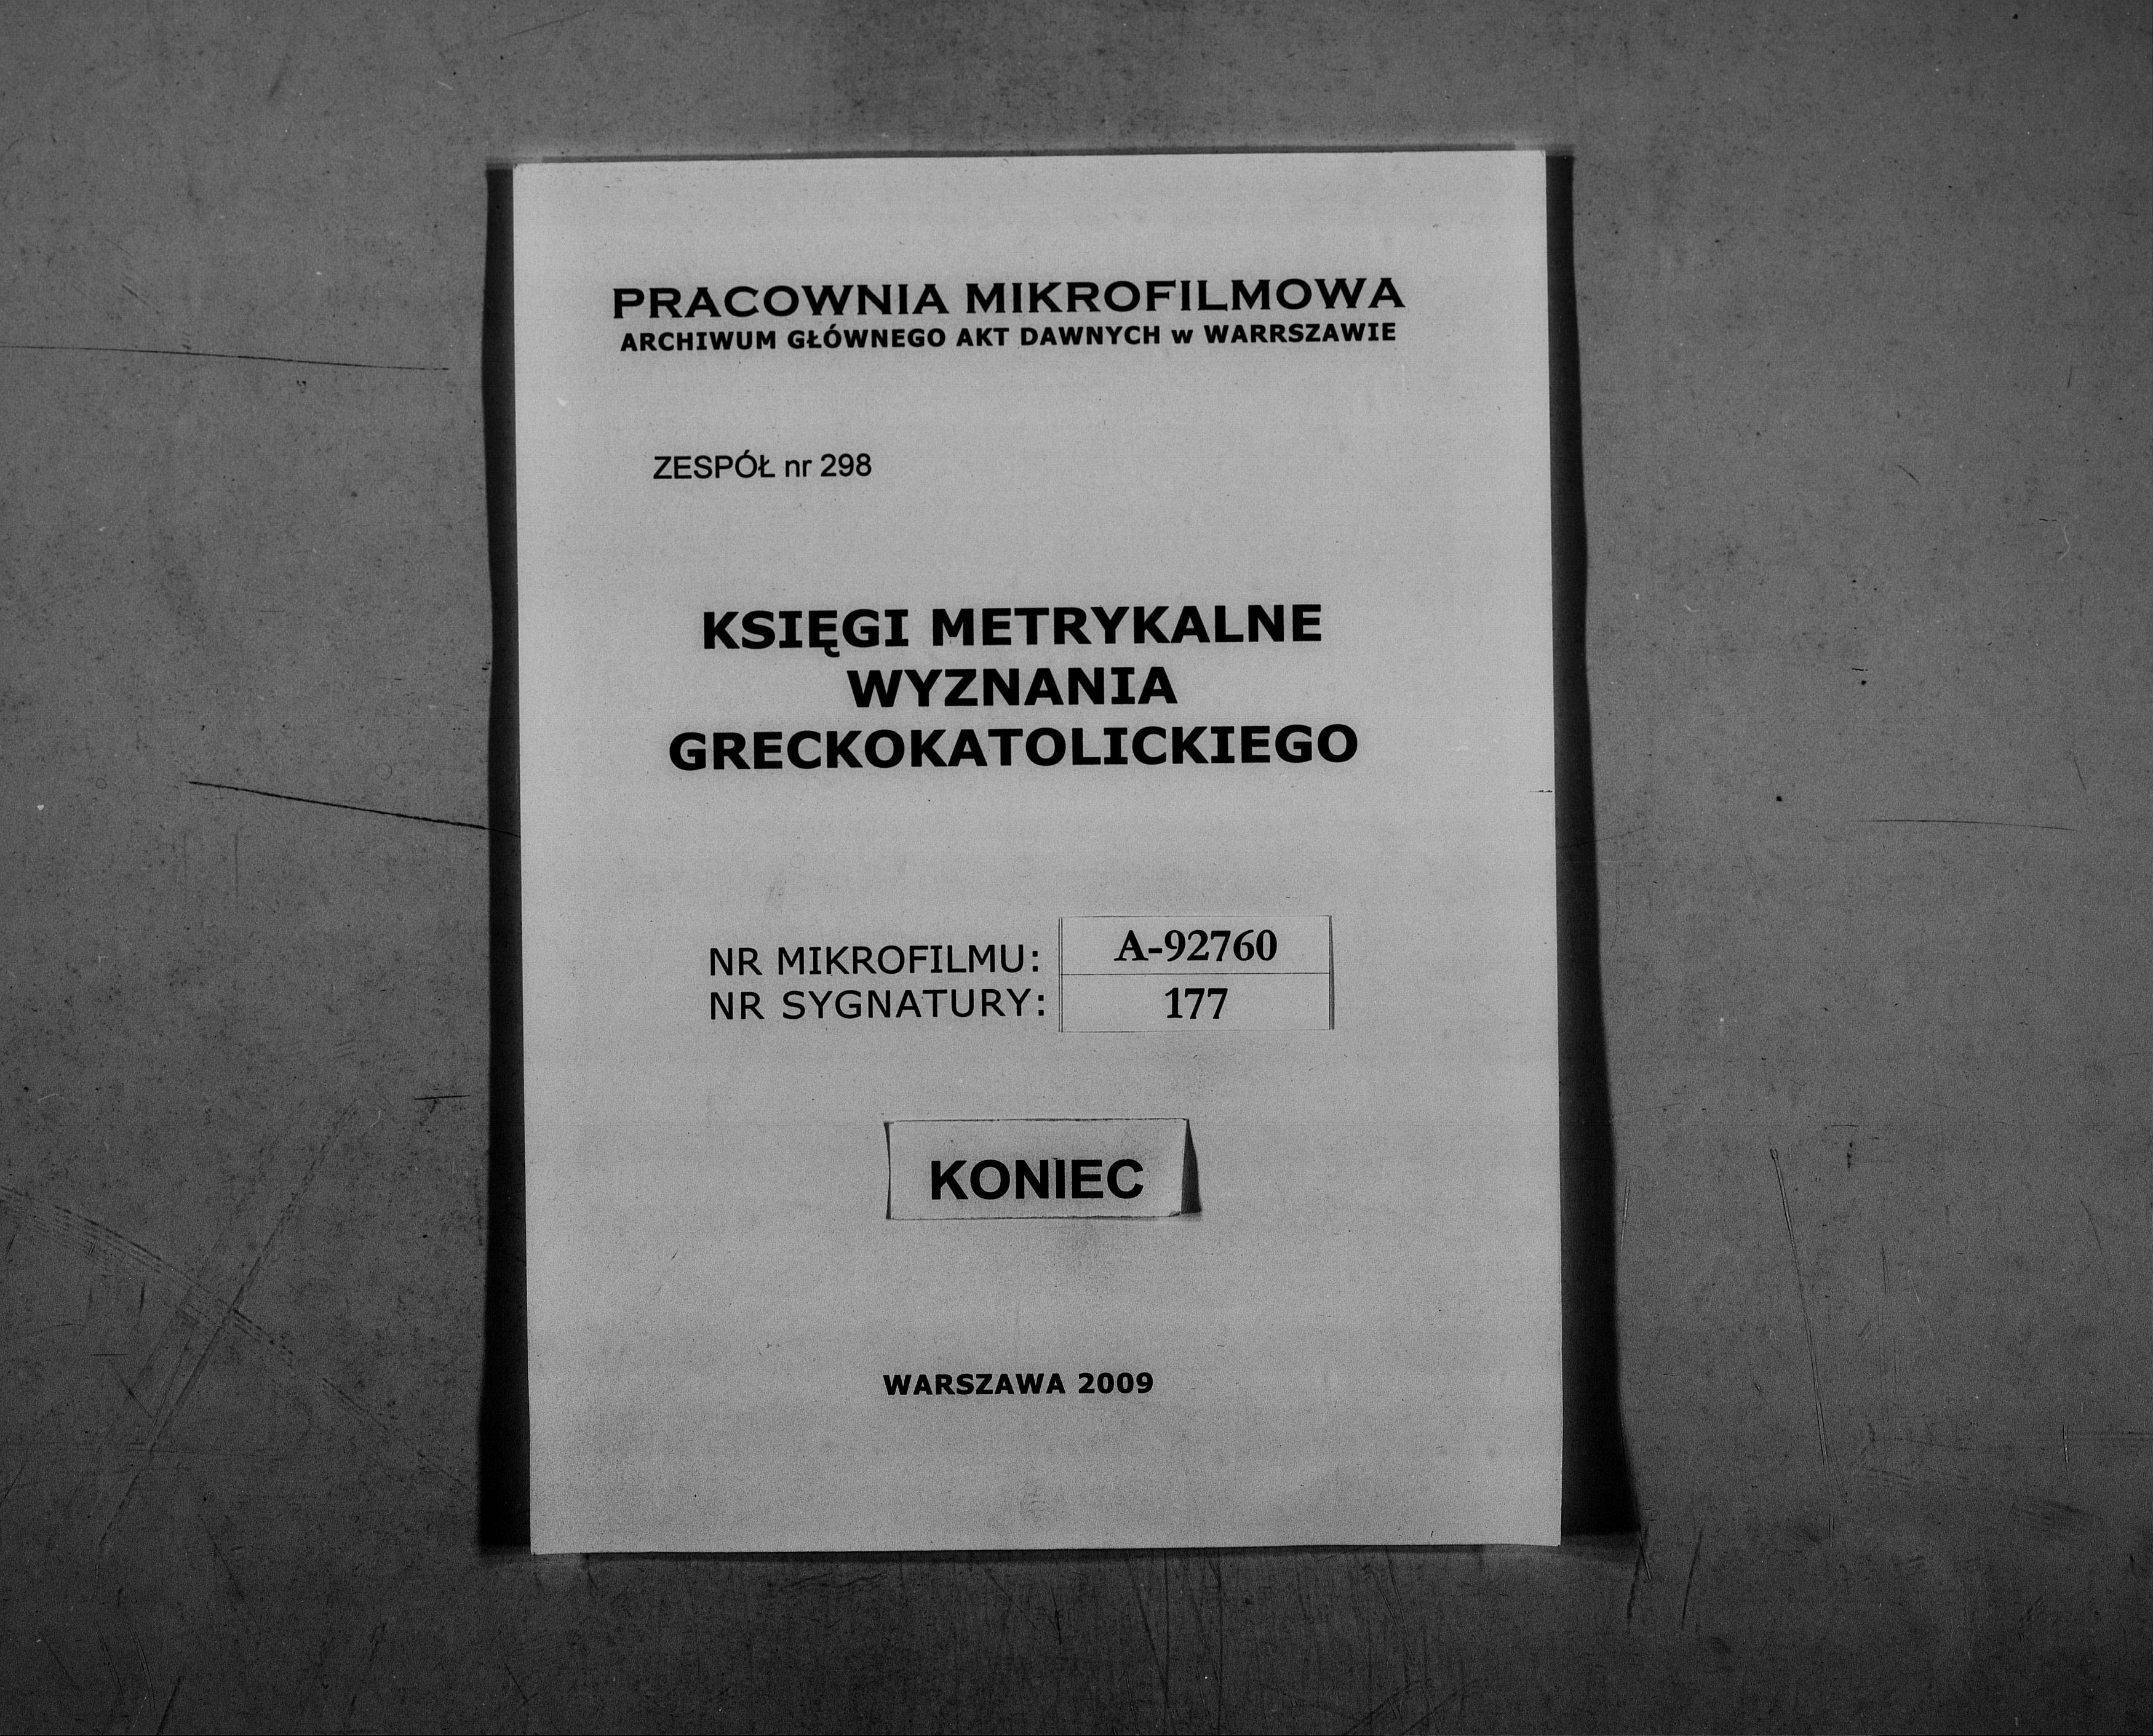 PRACOWNIA MIKROFILMOWA
ARCHIWUM GŁÓWNEGO AKT DAWNYCH w WARRSZAWIE
ZESPÓŁ nr 298
KSIĘGI METRYKALNE
WYZNANIA
GRECKOKATOLICKIEGO
NR MIKROFILMU: A-92760
NR SYGNATURY: 177
KONIEC
WARSZAWA 2009